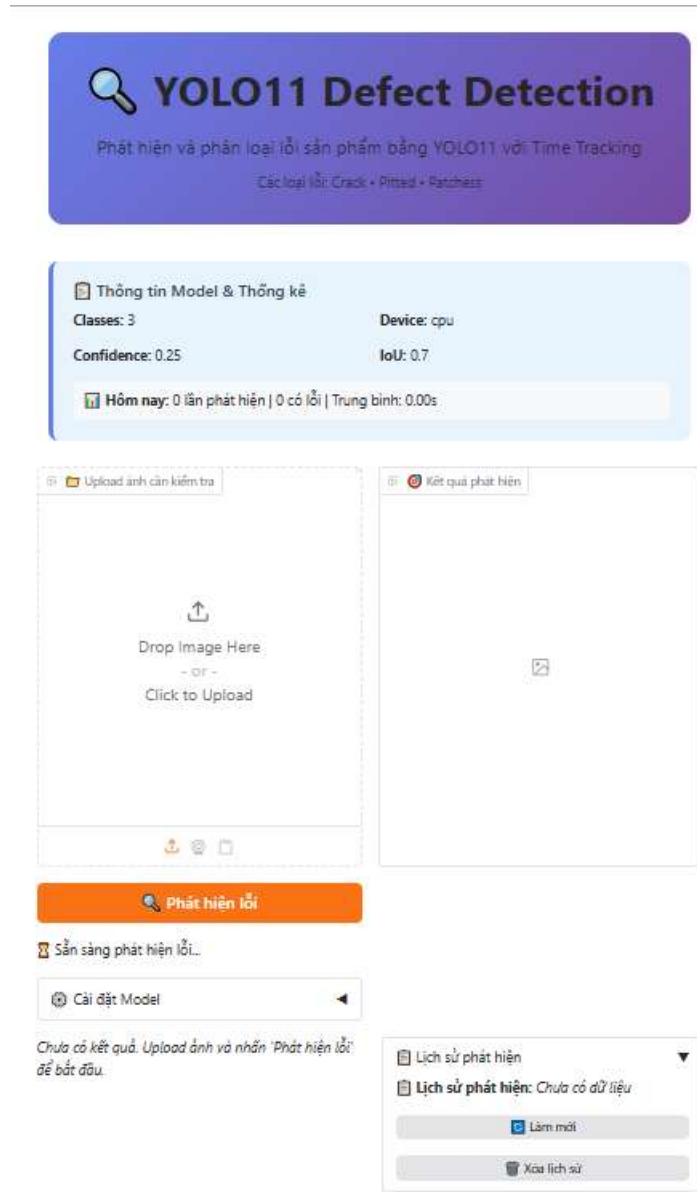 YOLO11 Defect Detection
Phát hiện và phân loại lỗi sản phẩm bằng YOLO11 với Time Tracking
Các loại lỗi: Crack • Pitted • Patchess
Thông tin Model & Thống kê
Classes: 3
Device: cpu
Confidence: 0.25
IoU: 0.7
Hôm nay: 0 lần phát hiện | 0 có lỗi | Trung bình: 0.00s
Upload ảnh cần kiểm tra
Kết quả phát hiện
Drop Image Here
- or -
Click to Upload
Phát hiện lỗi
Sẵn sàng phát hiện lỗi...
Cài đặt Model
Chưa có kết quả. Upload ảnh và nhấn 'Phát hiện lỗi'
để bắt đầu.
Lịch sử phát hiện
Lịch sử phát hiện: Chưa có dữ liệu
Làm mới
Xóa lịch sử